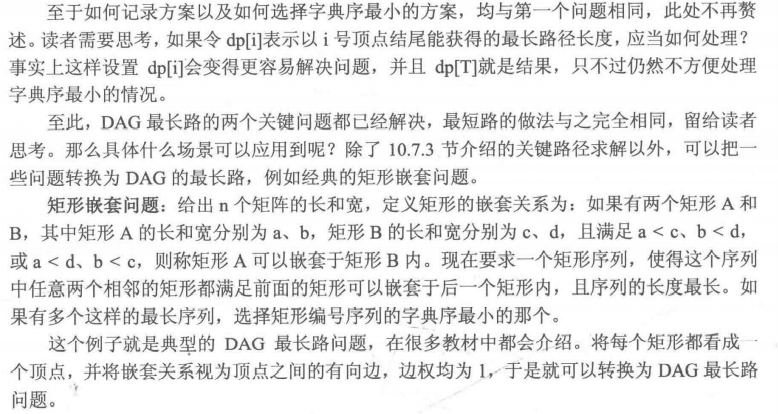 至于如何记录方案以及如何选择字典序最小的方案，均与第一个问题相同，此处不再赘
述。读者需要思考，如果令 dp[i]表示以 i 号顶点结尾能获得的最长路径长度，应当如何处理？
事实上这样设置 dp[i]会变得更容易解决问题，并且 dp[T]就是结果，只不过仍然不方便处理
字典序最小的情况。
至此，DAG 最长路的两个关键问题都已经解决，最短路的做法与之完全相同，留给读者
思考。那么具体什么场景可以应用到呢？除了 10.7.3 节介绍的关键路径求解以外，可以把一
些问题转换为 DAG 的最长路，例如经典的矩形嵌套问题。
矩形嵌套问题：给出 n 个矩阵的长和宽，定义矩形的嵌套关系为：如果有两个矩形 A 和
B，其中矩形 A 的长和宽分别为 a、b，矩形 B 的长和宽分别为 c、d，且满足 a < c、b < d，
或 a < d、b < c，则称矩形 A 可以嵌套于矩形 B 内。现在要求一个矩形序列，使得这个序列
中任意两个相邻的矩形都满足前面的矩形可以嵌套于后一个矩形内，且序列的长度最长。如
果有多个这样的最长序列，选择矩形编号序列的字典序最小的那个。
这个例子就是典型的 DAG 最长路问题，在很多教材中都会介绍。将每个矩形都看成一
个顶点，并将嵌套关系视为顶点之间的有向边，边权均为 1，于是就可以转换为 DAG 最长路
问题。